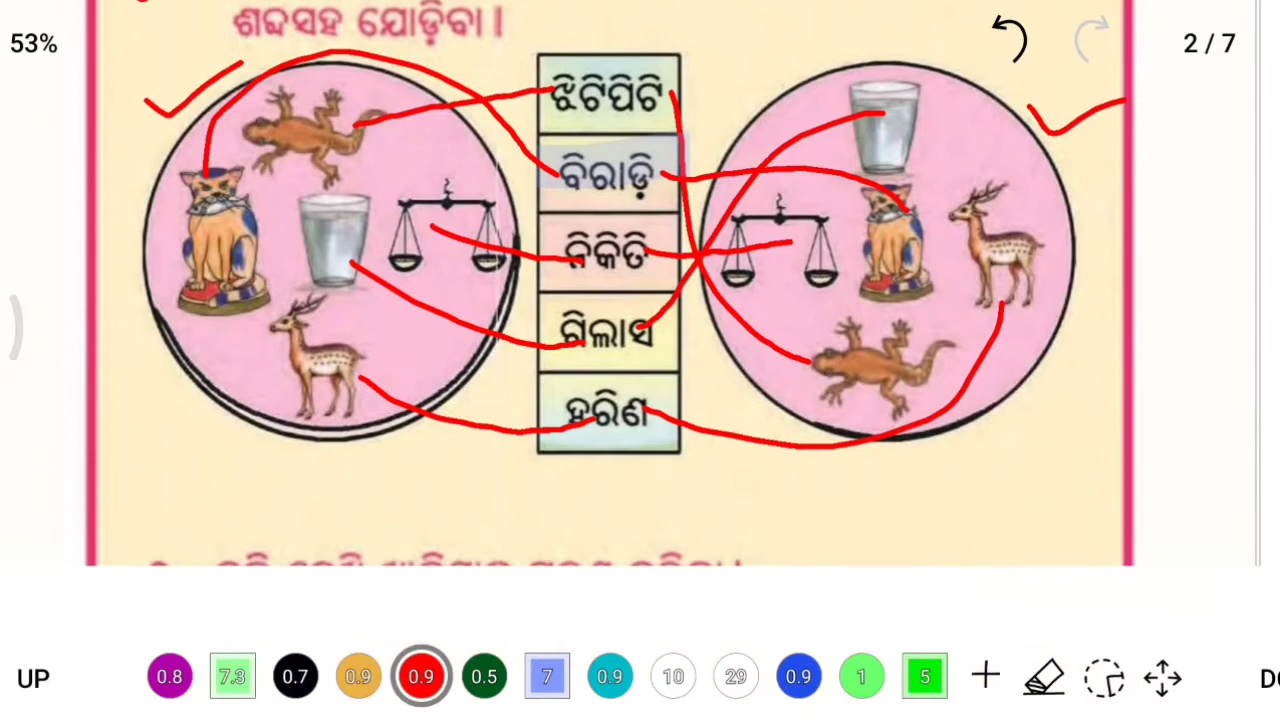 ଶବ୍ଦସହ ଯୋଡ଼ିବା ।
53%
2 / 7
ଝିଟିପିଟି
ବିରାଡ଼ି
ନିକିତି
ଗିଲାସ
ହରିଣ
UP
0.8
7.3
0.7
0.9
0.9
0.5
7
0.9
10
29
0.9
1
5